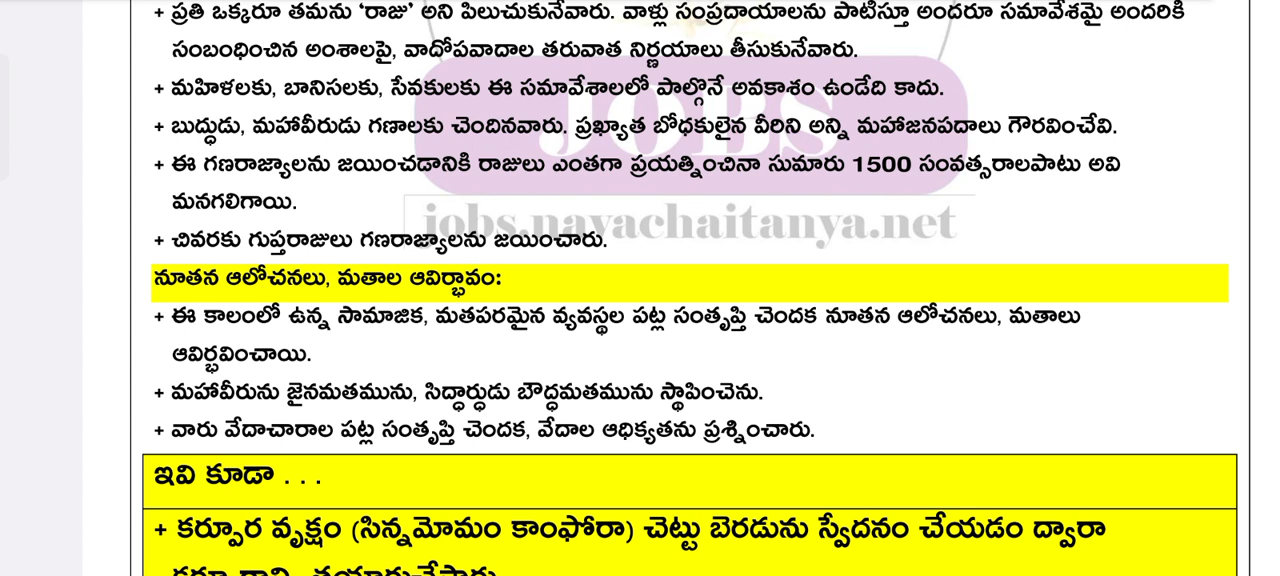 + ప్రతి ఒక్కరూ తమను ‘రాజు’ అని పిలుచుకునేవారు. వాళ్లు సంప్రదాయాలను పాటిస్తూ అందరూ సమావేశమై అందరికీ
సంబంధించిన అంశాలపై, వాదోపవాదాల తరువాత నిర్ణయాలు తీసుకునేవారు.
+ మహిళలకు, బానిసలకు, సేవకులకు ఈ సమావేశాలలో పాల్గొనే అవకాశం ఉండేది కాదు.
+ బుద్ధుడు, మహావీరుడు గణాలకు చెందినవారు. ప్రఖ్యాత బోధకులైన వీరిని అన్ని మహాజనపదాలు గౌరవించేవి.
JOBS
+ ఈ గణరాజ్యాలను జయించడానికి రాజులు ఎంతగా ప్రయత్నించినా సుమారు 1500 సంవత్సరాలపాటు అవి
మనగలిగాయి.
jobs.navachaitanya.net
+ చివరకు గుప్తరాజులు గణరాజ్యాలను జయించారు.
నూతన ఆలోచనలు, మతాల ఆవిర్భావం:
+ ఈ కాలంలో ఉన్న సామాజిక, మతపరమైన వ్యవస్థల పట్ల సంతృప్తి చెందక నూతన ఆలోచనలు, మతాలు
ఆవిర్భవించాయి.
+ మహావీరును జైనమతమును, సిద్ధార్థుడు బౌద్ధమతమును స్థాపించెను.
+ వారు వేదాచారాల పట్ల సంతృప్తి చెందక, వేదాల ఆధిక్యతను ప్రశ్నించారు.
ఇవి కూడా . . .
+ కర్పూర వృక్షం (సిన్నమోమం కాంఫోరా) చెట్టు బెరడును స్వేదనం చేయడం ద్వారా